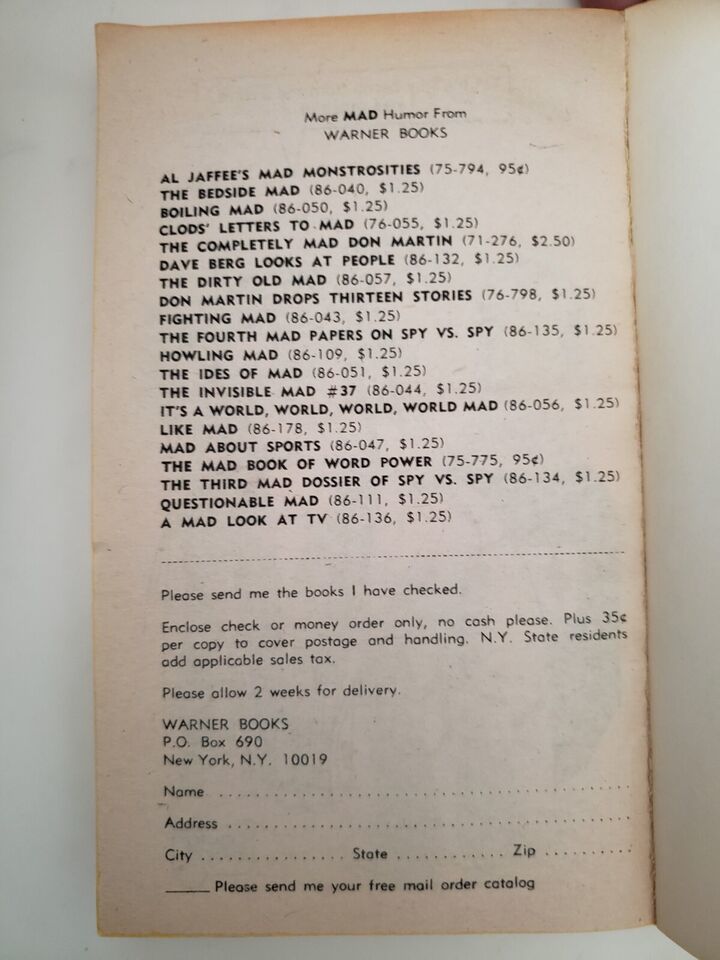 More MAD Humor From
WARNER BOOKS
AL JAFFEE'S MAD MONSTROSITIES (75-794, 95¢)
THE BEDSIDE MAD (86-040, $1.25)
BOILING MAD (86-050, $1.25)
CLODS' LETTERS TO MAD (76-055, $1.25)
THE COMPLETELY MAD DON MARTIN (71-276, $2.50)
DAVE BERG LOOKS AT PEOPLE (86-132, $1.25)
THE DIRTY OLD MAD (86-057, $1.25)
DON MARTIN DROPS THIRTEEN STORIES (76-798, $1.25)
FIGHTING MAD (86-043, $1.25)
THE FOURTH MAD PAPERS ON SPY VS. SPY (86-135, $1.25)
HOWLING MAD (86-109, $1.25)
THE IDES OF MAD (86-051, $1.25)
THE INVISIBLE MAD #37 (86-044, $1.25)
IT'S A WORLD, WORLD, WORLD, WORLD MAD (86-056, $1.25)
LIKE MAD (86-178, $1.25)
MAD ABOUT SPORTS (86-047, $1.25)
THE MAD BOOK OF WORD POWER (75-775, 95¢)
THE THIRD MAD DOSSIER OF SPY VS. SPY (86-134, $1.25)
QUESTIONABLE MAD (86-111, $1.25)
A MAD LOOK AT TV (86-136, $1.25)
Please send me the books I have checked.
Enclose check or money order only, no cash please. Plus 35¢
per copy to cover postage and handling. N.Y. State residents
add applicable sales tax.
Please allow 2 weeks for delivery.
WARNER BOOKS
P.O. Box 690
New York, N.Y. 10019
Name ........................................
Address ........................................
City .............. State ............ Zip .........
_____ Please send me your free mail order catalog